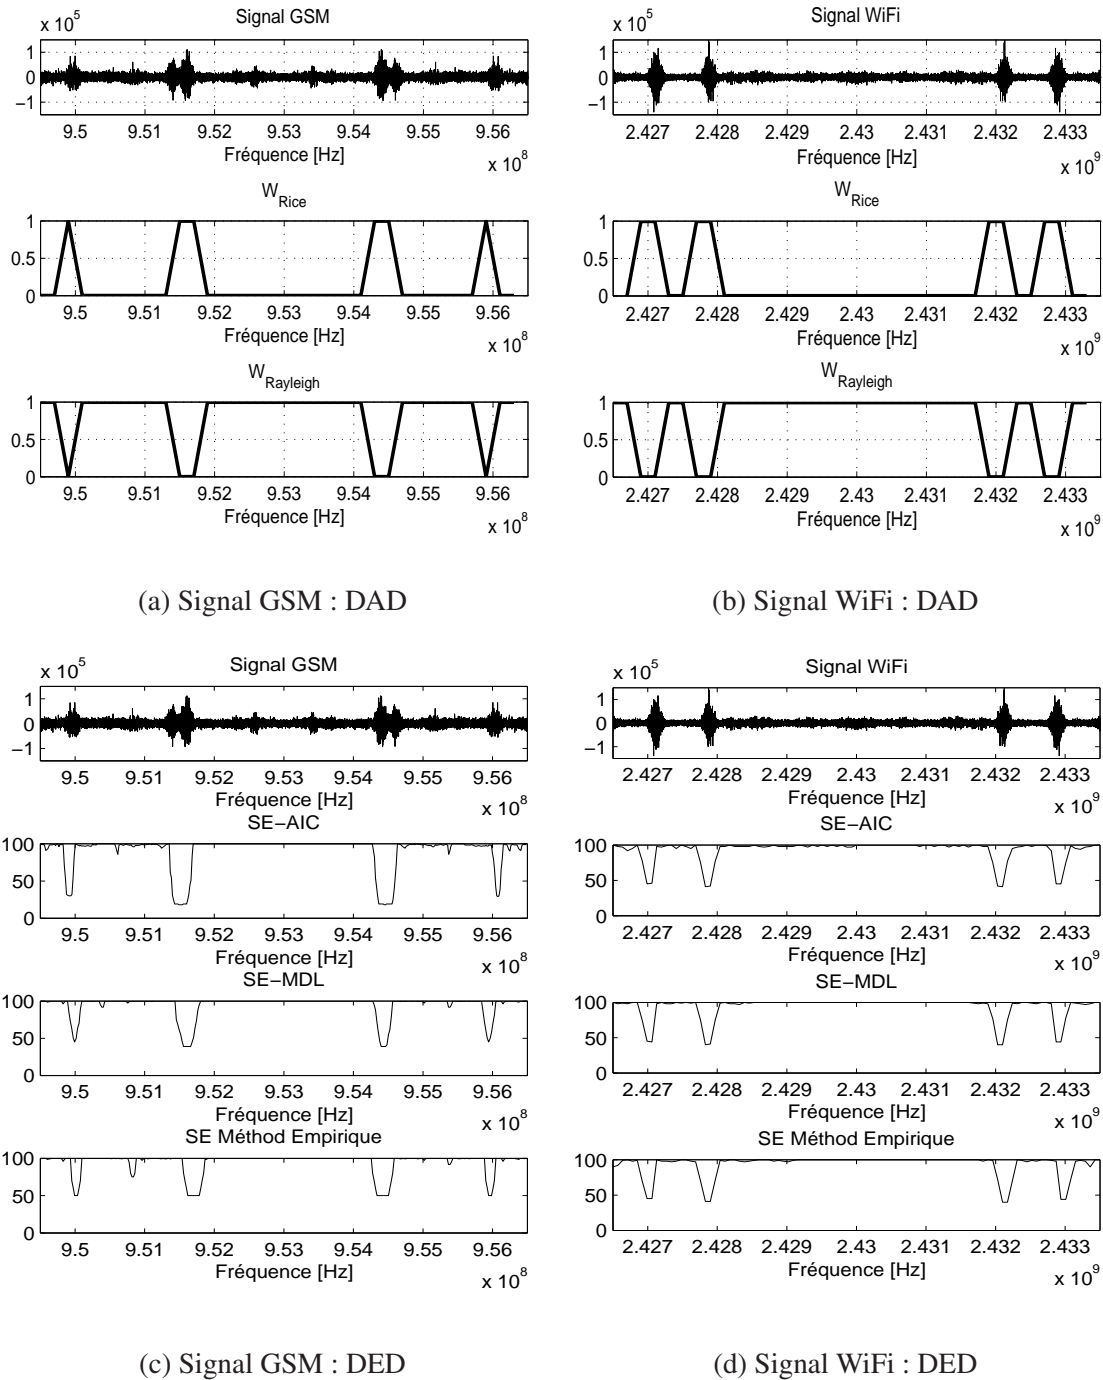 Signal GSM
x 10^5
1
0
−1
9.5 9.51 9.52 9.53 9.54 9.55 9.56
Fréquence [Hz]
x 10^8
W_Rice
1
0.5
0
9.5 9.51 9.52 9.53 9.54 9.55 9.56
Fréquence [Hz]
x 10^8
W_Rayleigh
1
0.5
0
9.5 9.51 9.52 9.53 9.54 9.55 9.56
Fréquence [Hz]
x 10^8
(a) Signal GSM : DAD
Signal WiFi
x 10^5
1
0
−1
2.427 2.428 2.429 2.43 2.431 2.432 2.433
Fréquence [Hz]
x 10^9
W_Rice
1
0.5
0
2.427 2.428 2.429 2.43 2.431 2.432 2.433
Fréquence [Hz]
x 10^9
W_Rayleigh
1
0.5
0
2.427 2.428 2.429 2.43 2.431 2.432 2.433
Fréquence [Hz]
x 10^9
(b) Signal WiFi : DAD
Signal GSM
x 10^5
1
0
−1
9.5 9.51 9.52 9.53 9.54 9.55 9.56
Fréquence [Hz]
x 10^8
SE−AIC
100
50
0
9.5 9.51 9.52 9.53 9.54 9.55 9.56
Fréquence [Hz]
x 10^8
SE−MDL
100
50
0
9.5 9.51 9.52 9.53 9.54 9.55 9.56
Fréquence [Hz]
x 10^8
SE Méthod Empirique
100
50
0
9.5 9.51 9.52 9.53 9.54 9.55 9.56
Fréquence [Hz]
x 10^8
(c) Signal GSM : DED
Signal WiFi
x 10^5
1
0
−1
2.427 2.428 2.429 2.43 2.431 2.432 2.433
Fréquence [Hz]
x 10^9
SE−AIC
100
50
0
2.427 2.428 2.429 2.43 2.431 2.432 2.433
Fréquence [Hz]
x 10^9
SE−MDL
100
50
0
2.427 2.428 2.429 2.43 2.431 2.432 2.433
Fréquence [Hz]
x 10^9
SE Méthod Empirique
100
50
0
2.427 2.428 2.429 2.43 2.431 2.432 2.433
Fréquence [Hz]
x 10^9
(d) Signal WiFi : DED